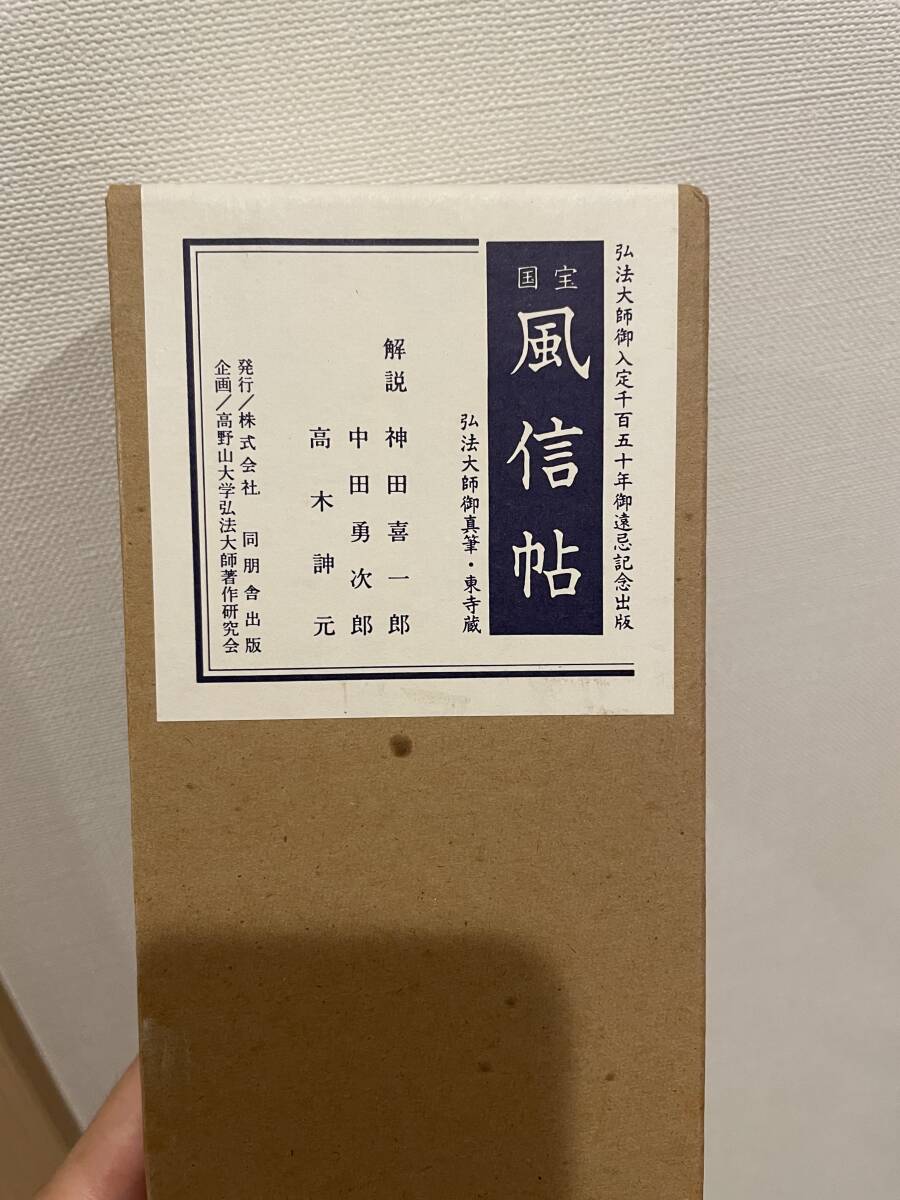 弘法大師御入定千百五十年御遠忌記念出版
国宝
風信帖
弘法大師御真筆・東寺蔵
解説 神田喜一郎
中田勇次郎
高木訷元
発行/株式会社 同朋舎出版
企画/高野山大学弘法大師著作研究会